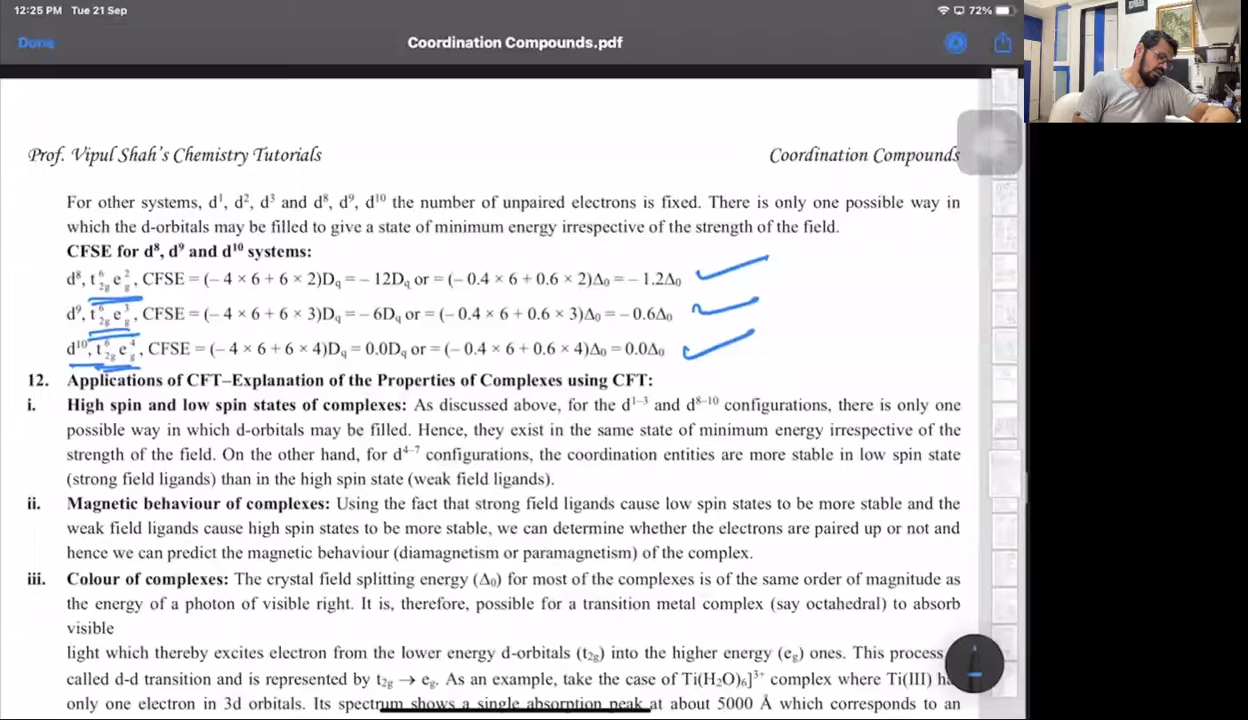 12:25 PM Tue 21 Sep
72%
Done
Coordination Compounds.pdf
Prof. Vipul Shah's Chemistry Tutorials
Coordination Compounds
For other systems, d¹, d², d³ and d⁸, d⁹, d¹⁰ the number of unpaired electrons is fixed. There is only one possible way in
which the d-orbitals may be filled to give a state of minimum energy irrespective of the strength of the field.
CFSE for d⁸, d⁹ and d¹⁰ systems:
d⁸, t₂g⁶ eg², CFSE = (– 4 × 6 + 6 × 2)Dq = – 12Dq or = (– 0.4 × 6 + 0.6 × 2)Δ₀ = – 1.2Δ₀
d⁹, t₂g⁶ eg³, CFSE = (– 4 × 6 + 6 × 3)Dq = – 6Dq or = (– 0.4 × 6 + 0.6 × 3)Δ₀ = – 0.6Δ₀
d¹⁰, t₂g⁶ eg⁴, CFSE = (– 4 × 6 + 6 × 4)Dq = 0.0Dq or = (– 0.4 × 6 + 0.6 × 4)Δ₀ = 0.0Δ₀
12. Applications of CFT–Explanation of the Properties of Complexes using CFT:
i. High spin and low spin states of complexes: As discussed above, for the d¹⁻³ and d⁸⁻¹⁰ configurations, there is only one
possible way in which d-orbitals may be filled. Hence, they exist in the same state of minimum energy irrespective of the
strength of the field. On the other hand, for d⁴⁻⁷ configurations, the coordination entities are more stable in low spin state
(strong field ligands) than in the high spin state (weak field ligands).
ii. Magnetic behaviour of complexes: Using the fact that strong field ligands cause low spin states to be more stable and the
weak field ligands cause high spin states to be more stable, we can determine whether the electrons are paired up or not and
hence we can predict the magnetic behaviour (diamagnetism or paramagnetism) of the complex.
iii. Colour of complexes: The crystal field splitting energy (Δ₀) for most of the complexes is of the same order of magnitude as
the energy of a photon of visible right. It is, therefore, possible for a transition metal complex (say octahedral) to absorb
visible
light which thereby excites electron from the lower energy d-orbitals (t₂g) into the higher energy (eg) ones. This process
called d-d transition and is represented by t₂g → eg. As an example, take the case of Ti(H₂O)₆]³⁺ complex where Ti(III) h
only one electron in 3d orbitals. Its spectrum shows a single absorption peak at about 5000 Å which corresponds to an